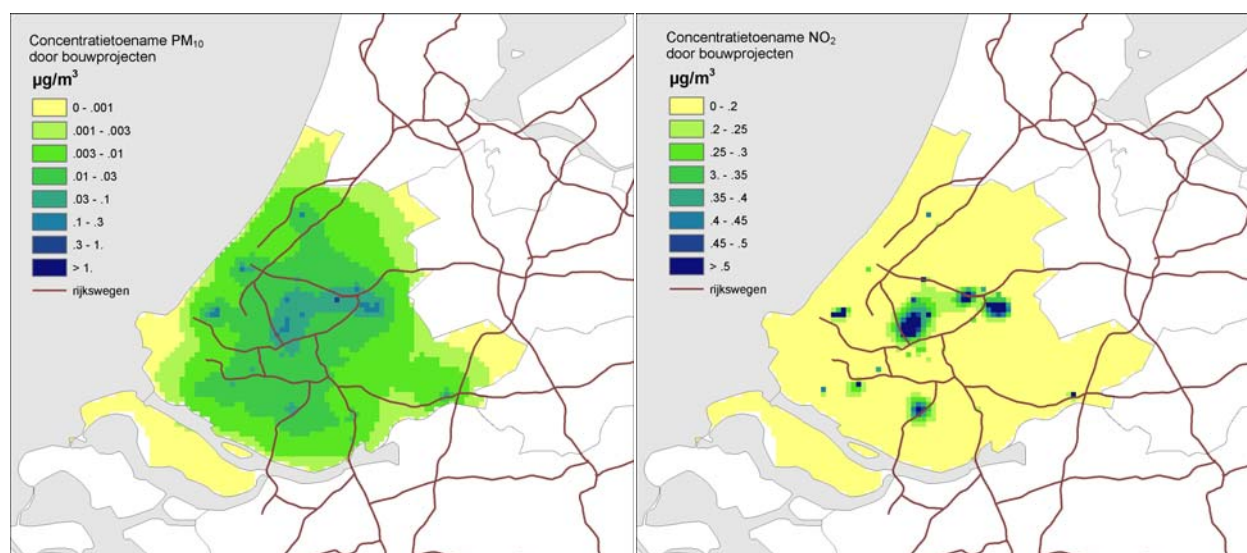 Concentratietoename PM₁₀
door bouwprojecten
µg/m³
0 - .001
.001 - .003
.003 - .01
.01 - .03
.03 - .1
.1 - .3
.3 - 1.
> 1.
rijkswegen
Concentratietoename NO₂
door bouwprojecten
µg/m³
0 - .2
.2 - .25
.25 - .3
3. - .35
.35 - .4
.4 - .45
.45 - .5
> .5
rijkswegen